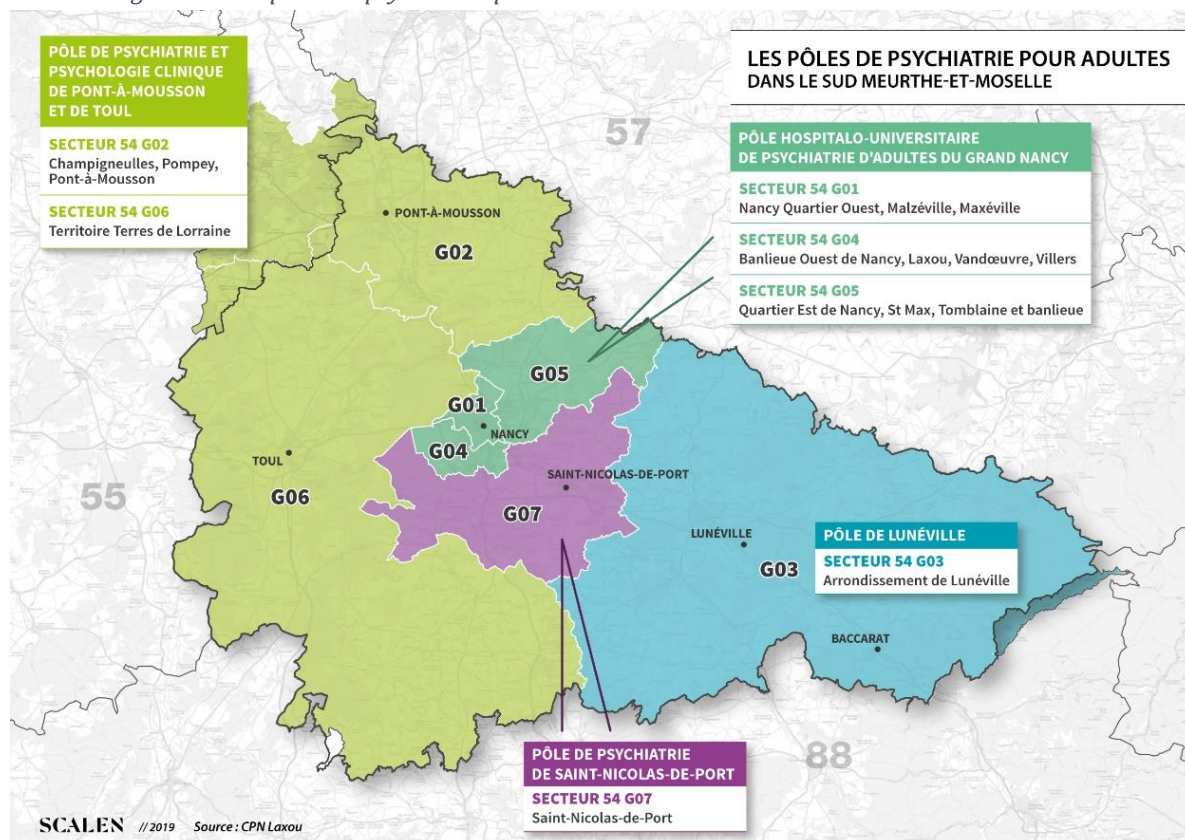 LES PÔLES DE PSYCHIATRIE POUR ADULTES
DANS LE SUD MEURTHE-ET-MOSELLE
PÔLE DE PSYCHIATRIE ET
PSYCHOLOGIE CLINIQUE
DE PONT-À-MOUSSON
ET DE TOUL
SECTEUR 54 G02
Champigneulles, Pompey,
Pont-à-Mousson
SECTEUR 54 G06
Territoire Terres de Lorraine
PÔLE HOSPITALO-UNIVERSITAIRE
DE PSYCHIATRIE D'ADULTES DU GRAND NANCY
SECTEUR 54 G01
Nancy Quartier Ouest, Malzéville, Maxéville
SECTEUR 54 G04
Banlieue Ouest de Nancy, Laxou, Vandœuvre, Villers
SECTEUR 54 G05
Quartier Est de Nancy, St Max, Tomblaine et banlieue
57
PONT-À-MOUSSON
G02
G05
G01
NANCY
G04
TOUL
SAINT-NICOLAS-DE-PORT
55
G06
G07
LUNÉVILLE
G03
PÔLE DE LUNÉVILLE
SECTEUR 54 G03
Arrondissement de Lunéville
BACCARAT
88
PÔLE DE PSYCHIATRIE
DE SAINT-NICOLAS-DE-PORT
SECTEUR 54 G07
Saint-Nicolas-de-Port
SCALEN // 2019 Source : CPN Laxou